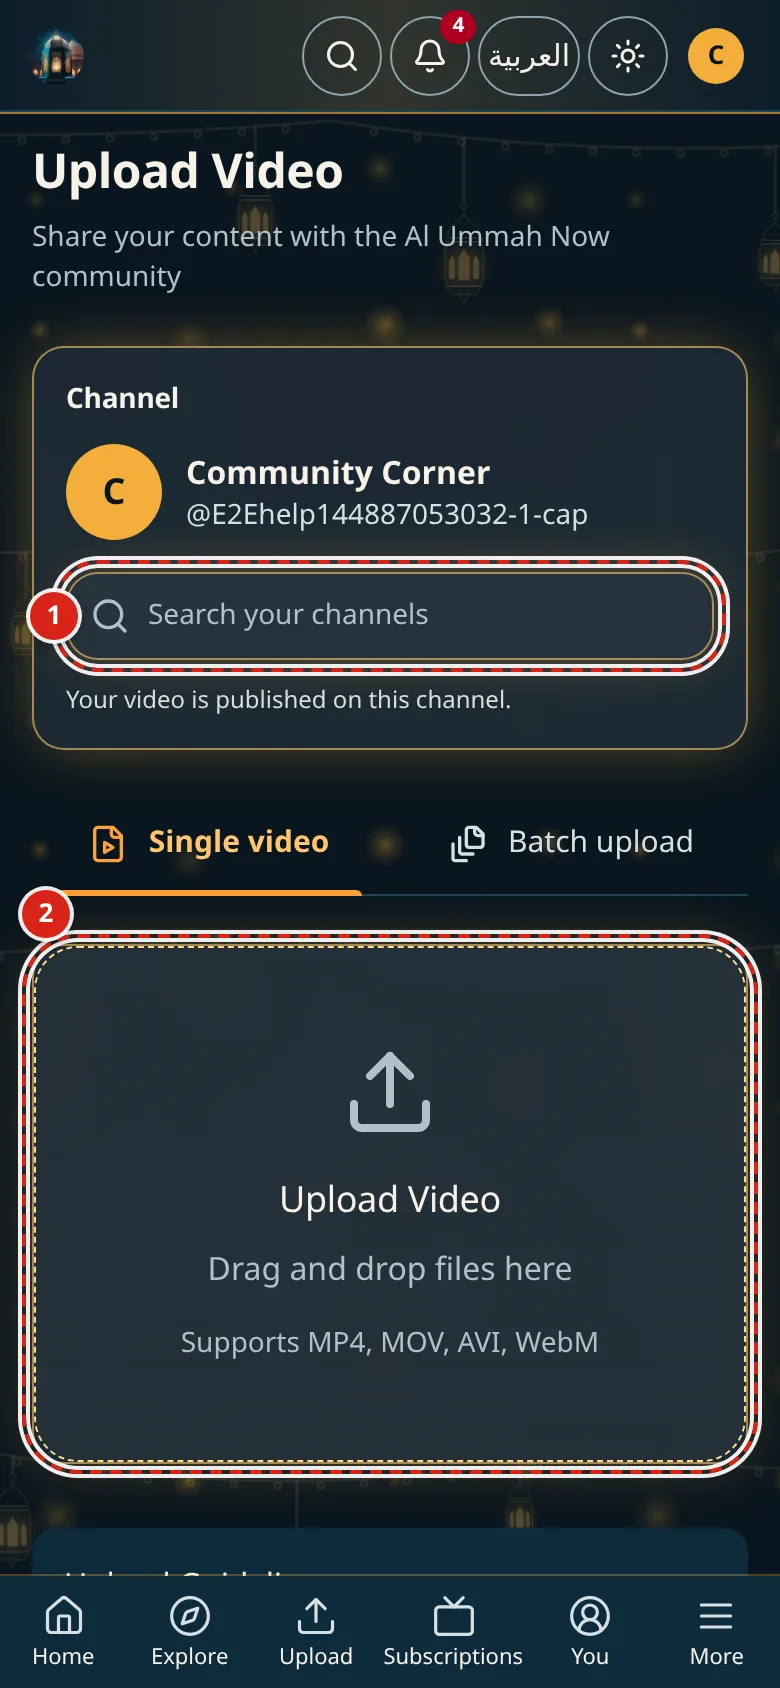 4
العربية
C
Upload Video
Share your content with the Al Ummah Now
community
Channel
C
Community Corner
@E2Ehelp144887053032-1-cap
1
Search your channels
Your video is published on this channel.
Single video
Batch upload
2
Upload Video
Drag and drop files here
Supports MP4, MOV, AVI, WebM
Home
Explore
Upload
Subscriptions
You
More